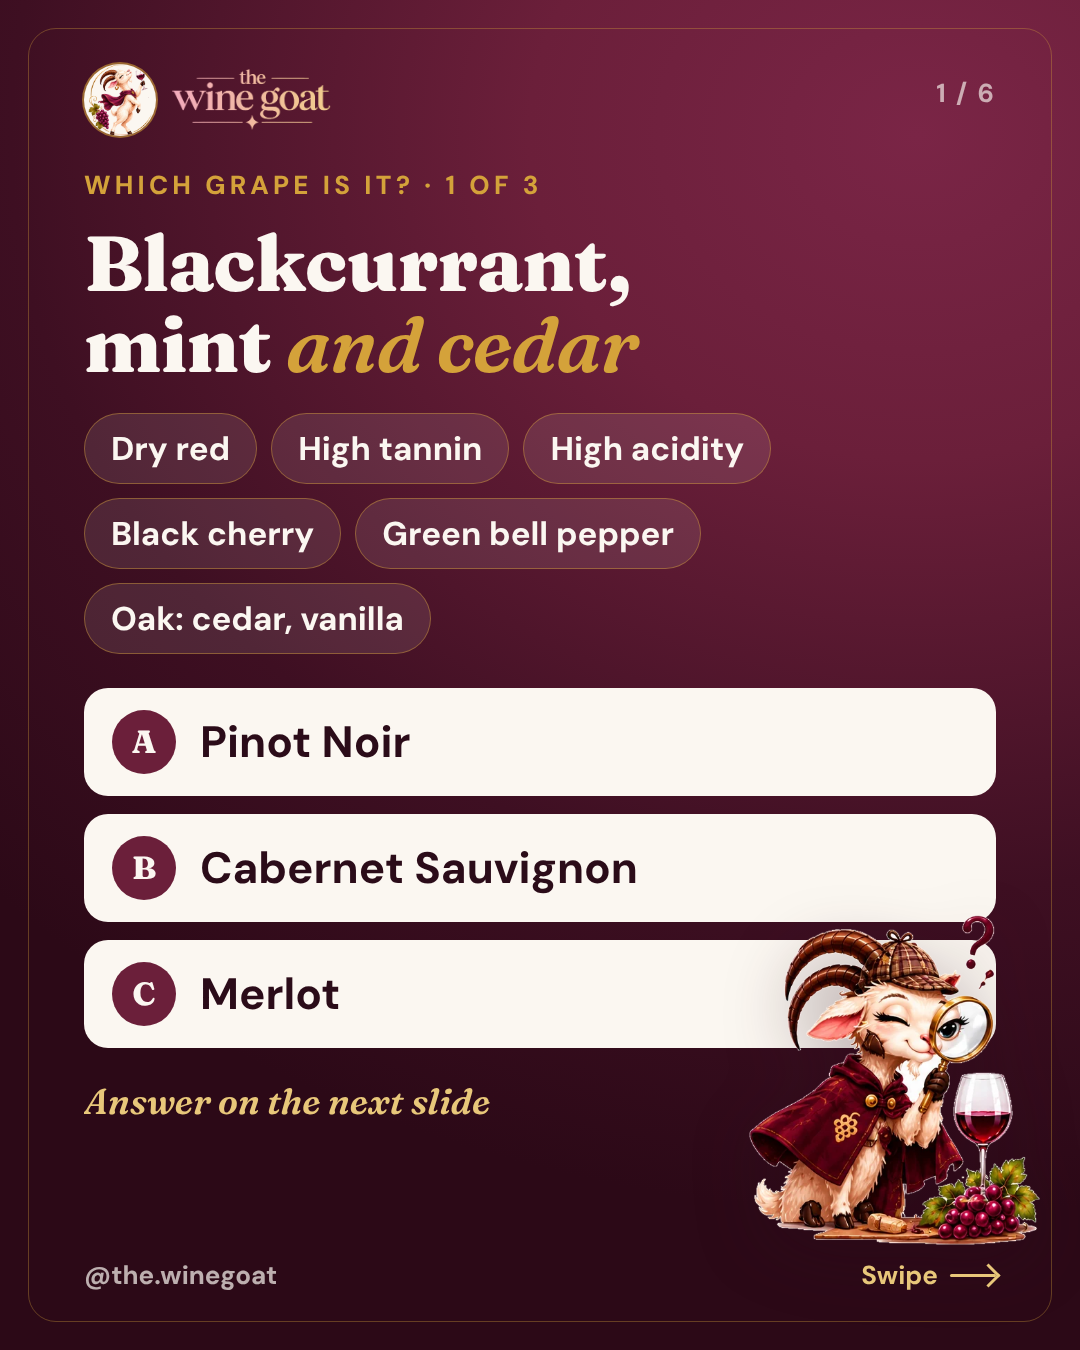 the
wine goat
1 / 6
WHICH GRAPE IS IT? · 1 OF 3
Blackcurrant,
mint and cedar
Dry red
High tannin
High acidity
Black cherry
Green bell pepper
Oak: cedar, vanilla
A Pinot Noir
B Cabernet Sauvignon
?
C Merlot
Answer on the next slide
@the.winegoat
Swipe →